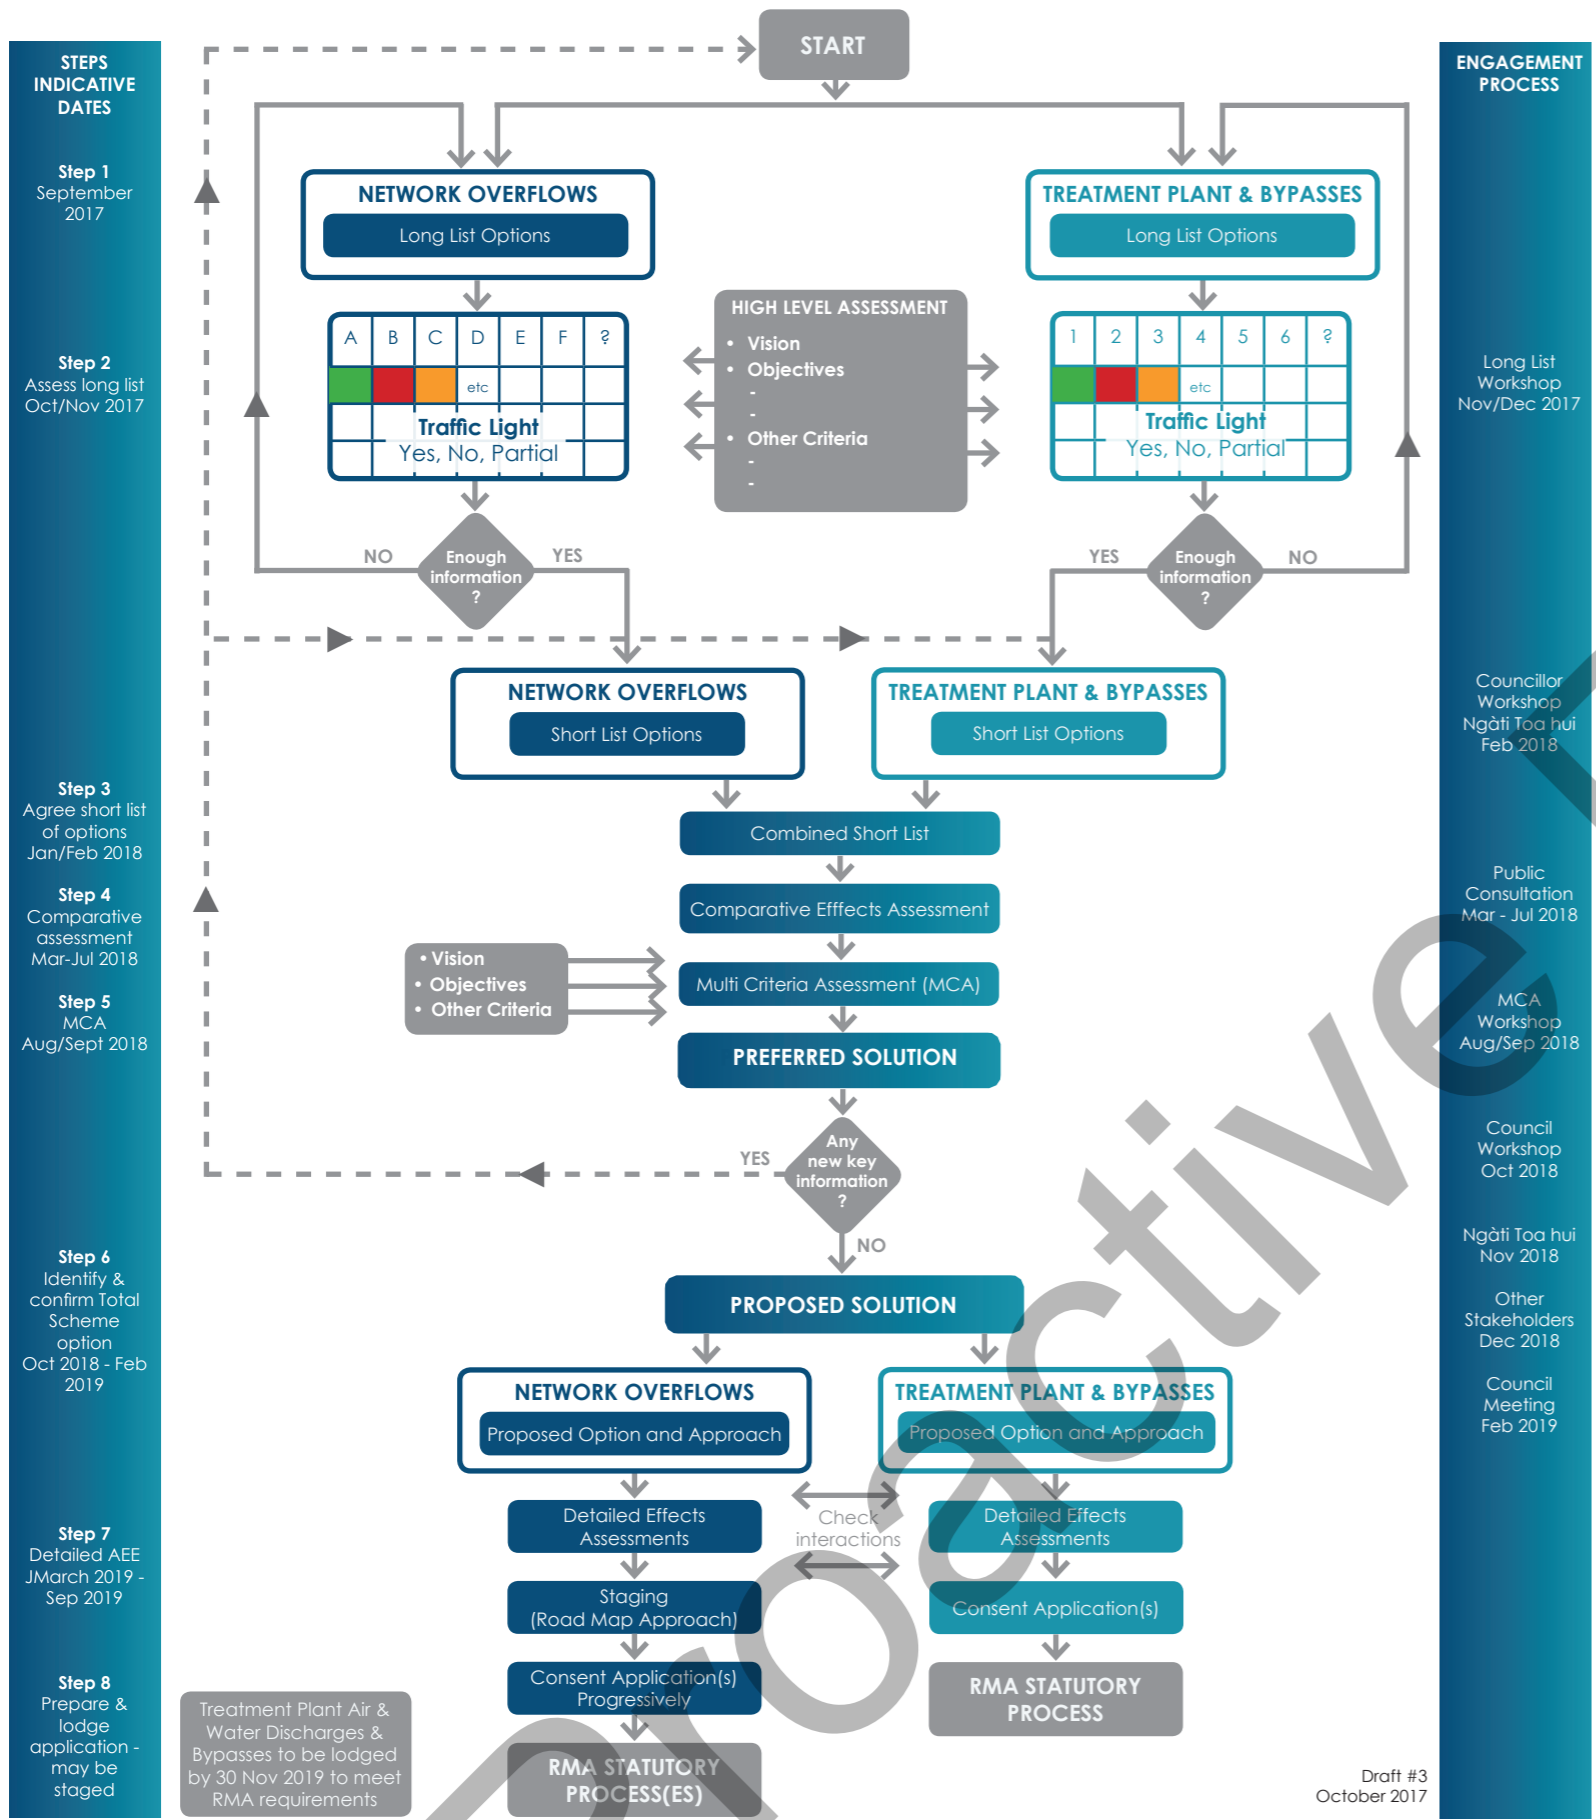 STEPS
INDICATIVE
DATES
Step 1
September
2017
Step 2
Assess long list
Oct/Nov 2017
Step 3
Agree short list
of options
Jan/Feb 2018
Step 4
Comparative
assessment
Mar-Jul 2018
Step 5
MCA
Aug/Sept 2018
Step 6
Identify &
confirm Total
Scheme
option
Oct 2018 - Feb
2019
Step 7
Detailed AEE
JMarch 2019 -
Sep 2019
Step 8
Prepare &
lodge
application -
may be
staged
START
NETWORK OVERFLOWS
Long List Options
TREATMENT PLANT & BYPASSES
Long List Options
A B C D E F ?
etc
Traffic Light
Yes, No, Partial
HIGH LEVEL ASSESSMENT
• Vision
• Objectives
-
-
• Other Criteria
-
-
1 2 3 4 5 6 ?
etc
Traffic Light
Yes, No, Partial
NO
Enough
information
?
YES
YES
Enough
information
?
NO
NETWORK OVERFLOWS
Short List Options
TREATMENT PLANT & BYPASSES
Short List Options
Combined Short List
Comparative Efffects Assessment
• Vision
• Objectives
• Other Criteria
Multi Criteria Assessment (MCA)
PREFERRED SOLUTION
Any
new key
information
?
YES
NO
PROPOSED SOLUTION
NETWORK OVERFLOWS
Proposed Option and Approach
TREATMENT PLANT & BYPASSES
Proposed Option and Approach
Detailed Effects
Assessments
Check
interactions
Detailed Effects
Assessments
Staging
(Road Map Approach)
Consent Application(s)
Consent Application(s)
Progressively
RMA STATUTORY
PROCESS
RMA STATUTORY
PROCESS(ES)
Treatment Plant Air &
Water Discharges &
Bypasses to be lodged
by 30 Nov 2019 to meet
RMA requirements
Draft #3
October 2017
ENGAGEMENT
PROCESS
Long List
Workshop
Nov/Dec 2017
Councillor
Workshop
Ngàti Toa hui
Feb 2018
Public
Consultation
Mar - Jul 2018
MCA
Workshop
Aug/Sep 2018
Council
Workshop
Oct 2018
Ngàti Toa hui
Nov 2018
Other
Stakeholders
Dec 2018
Council
Meeting
Feb 2019
Proactive